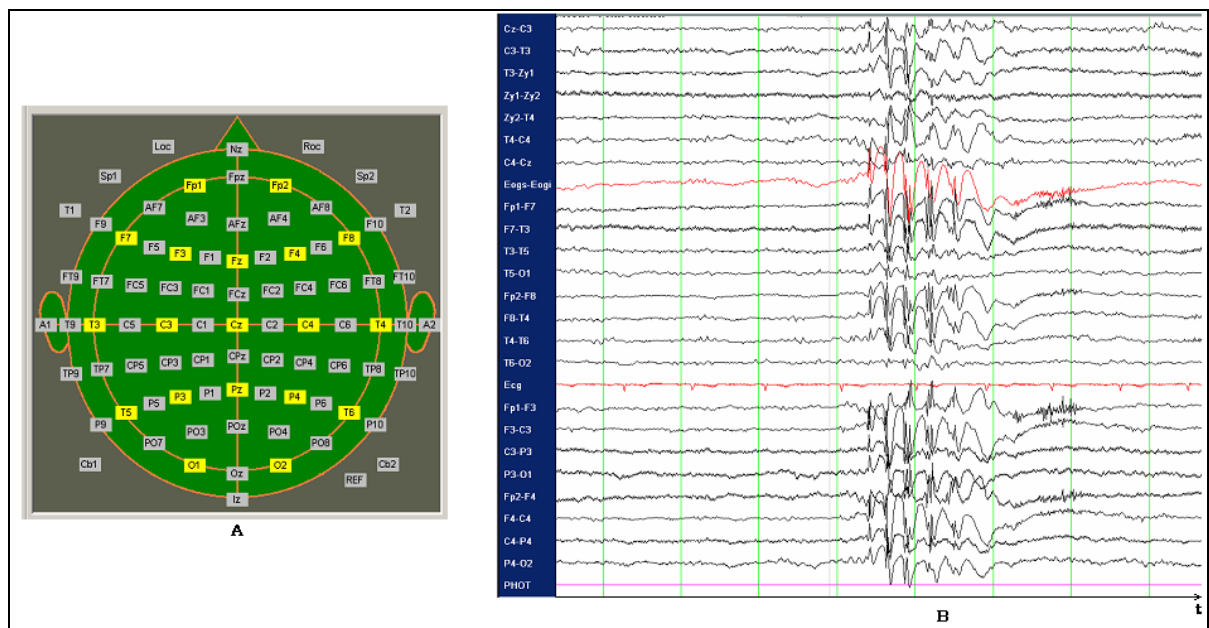 Nz
Loc
Roc
Sp1
Fpz
Sp2
Fp1
Fp2
T1
AF7
AF8
T2
F9
AF3
AFz
AF4
F10
F7
F8
F5
F3
F1
Fz
F2
F4
F6
FT9
FT7
FC5
FC3
FC1
FCz
FC2
FC4
FC6
FT8
FT10
A1
T9
T3
C5
C3
C1
Cz
C2
C4
C6
T4
T10
A2
TP9
TP7
CP5
CP3
CP1
CPz
CP2
CP4
CP6
TP8
TP10
P5
P3
P1
Pz
P2
P4
P6
T5
T6
P9
PO7
PO3
POz
PO4
PO8
P10
Cb1
O1
Oz
O2
Cb2
REF
Iz
A
Cz-C3
C3-T3
T3-Zy1
Zy1-Zy2
Zy2-T4
T4-C4
C4-Cz
Eogs-Eogi
Fp1-F7
F7-T3
T3-T5
T5-O1
Fp2-F8
F8-T4
T4-T6
T6-O2
Ecg
Fp1-F3
F3-C3
C3-P3
P3-O1
Fp2-F4
F4-C4
C4-P4
P4-O2
PHOT
t
B